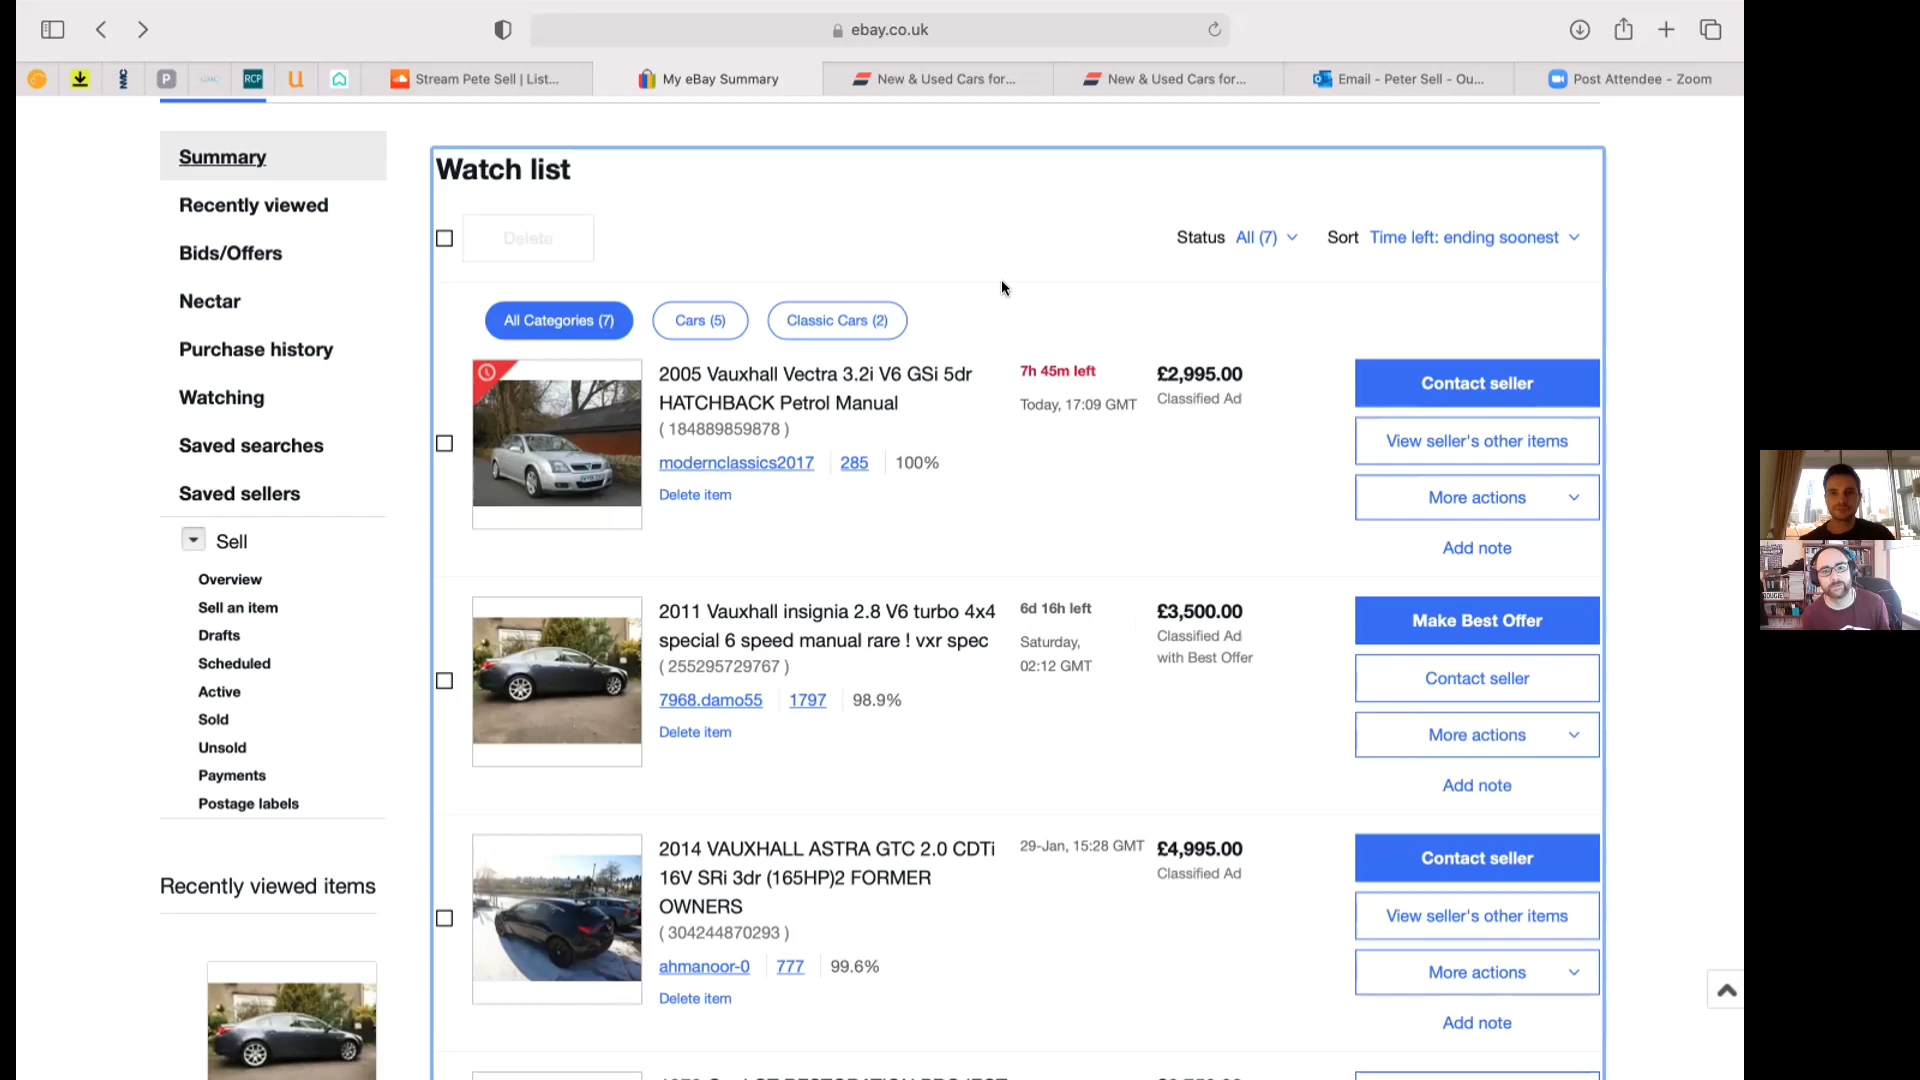 ebay.co.uk
NMC
P
GMC
RCP
Stream Pete Sell | List...
My eBay Summary
New & Used Cars for...
New & Used Cars for...
Email - Peter Sell - Ou...
Post Attendee - Zoom
Summary
Recently viewed
Bids/Offers
Nectar
Purchase history
Watching
Saved searches
Saved sellers
Sell
Overview
Sell an item
Drafts
Scheduled
Active
Sold
Unsold
Payments
Postage labels
Recently viewed items
Watch list
Delete
Status All (7)
Sort Time left: ending soonest
All Categories (7)
Cars (5)
Classic Cars (2)
2005 Vauxhall Vectra 3.2i V6 GSi 5dr
HATCHBACK Petrol Manual
( 184889859878 )
modernclassics2017 285 100%
Delete item
7h 45m left
Today, 17:09 GMT
£2,995.00
Classified Ad
Contact seller
View seller's other items
More actions
Add note
2011 Vauxhall insignia 2.8 V6 turbo 4x4
special 6 speed manual rare ! vxr spec
( 255295729767 )
7968.damo55 1797 98.9%
Delete item
6d 16h left
Saturday,
02:12 GMT
£3,500.00
Classified Ad
with Best Offer
Make Best Offer
Contact seller
More actions
Add note
2014 VAUXHALL ASTRA GTC 2.0 CDTi
16V SRi 3dr (165HP)2 FORMER
OWNERS
( 304244870293 )
ahmanoor-0 777 99.6%
Delete item
29-Jan, 15:28 GMT
£4,995.00
Classified Ad
Contact seller
View seller's other items
More actions
Add note